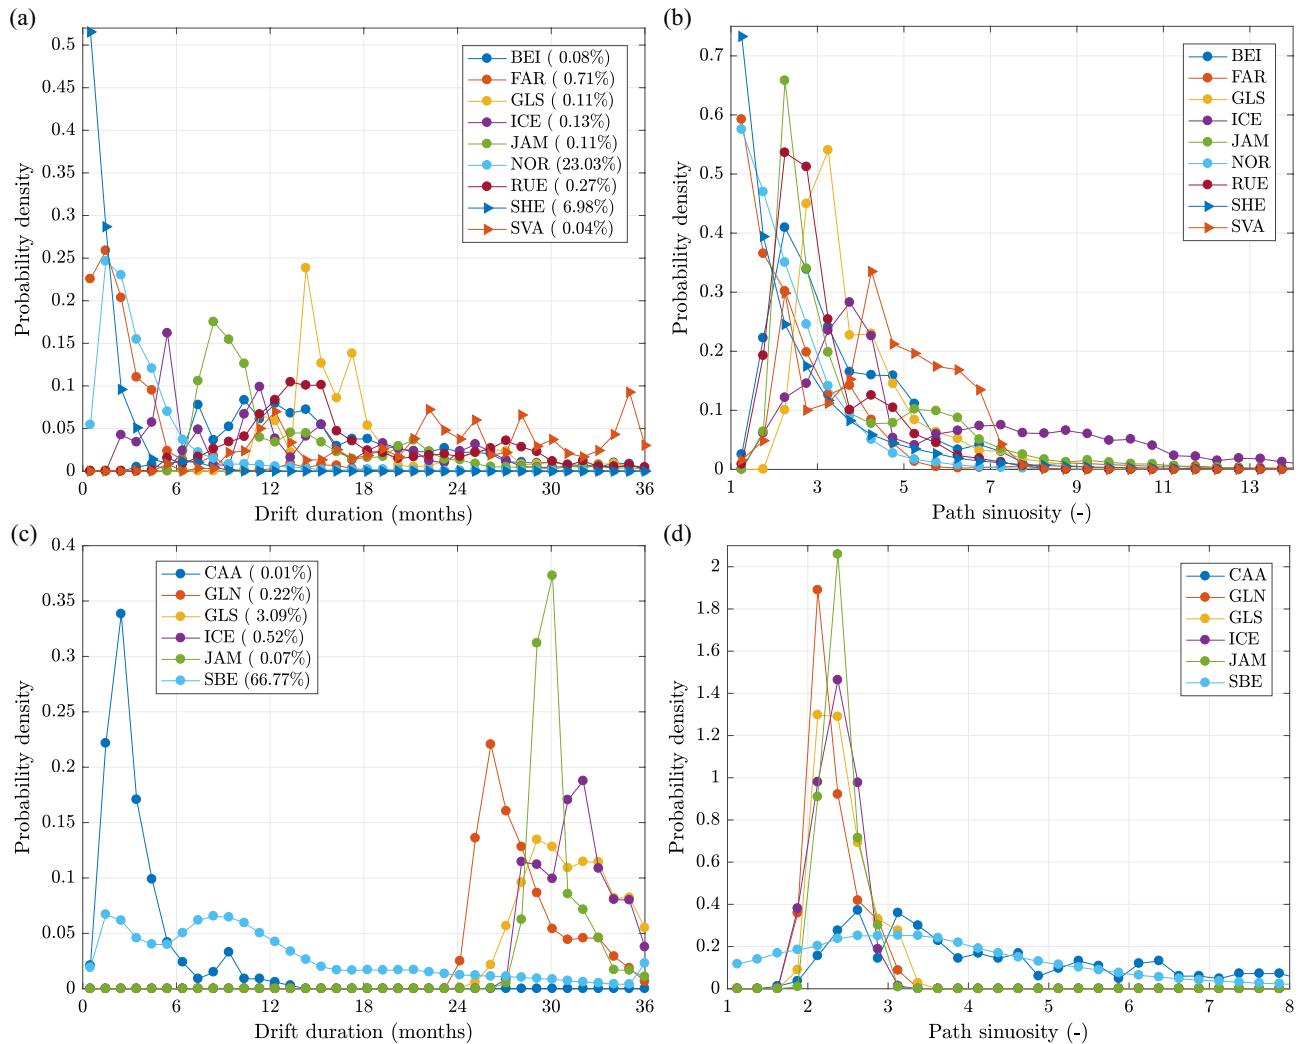 (a)
0.5
0.45
0.4
0.35
0.3
0.25
0.2
0.15
0.1
0.05
0
Probability density
BEI ( 0.08%)
FAR ( 0.71%)
GLS ( 0.11%)
ICE ( 0.13%)
JAM ( 0.11%)
NOR (23.03%)
RUE ( 0.27%)
SHE ( 6.98%)
SVA ( 0.04%)
0 6 12 18 24 30 36
Drift duration (months)
(b)
0.7
0.6
0.5
0.4
0.3
0.2
0.1
0
Probability density
BEI
FAR
GLS
ICE
JAM
NOR
RUE
SHE
SVA
1 3 5 7 9 11 13
Path sinuosity (-)
(c)
0.4
0.35
0.3
0.25
0.2
0.15
0.1
0.05
0
Probability density
CAA ( 0.01%)
GLN ( 0.22%)
GLS ( 3.09%)
ICE ( 0.52%)
JAM ( 0.07%)
SBE (66.77%)
0 6 12 18 24 30 36
Drift duration (months)
(d)
2
1.8
1.6
1.4
1.2
1
0.8
0.6
0.4
0.2
0
Probability density
CAA
GLN
GLS
ICE
JAM
SBE
1 2 3 4 5 6 7 8
Path sinuosity (-)